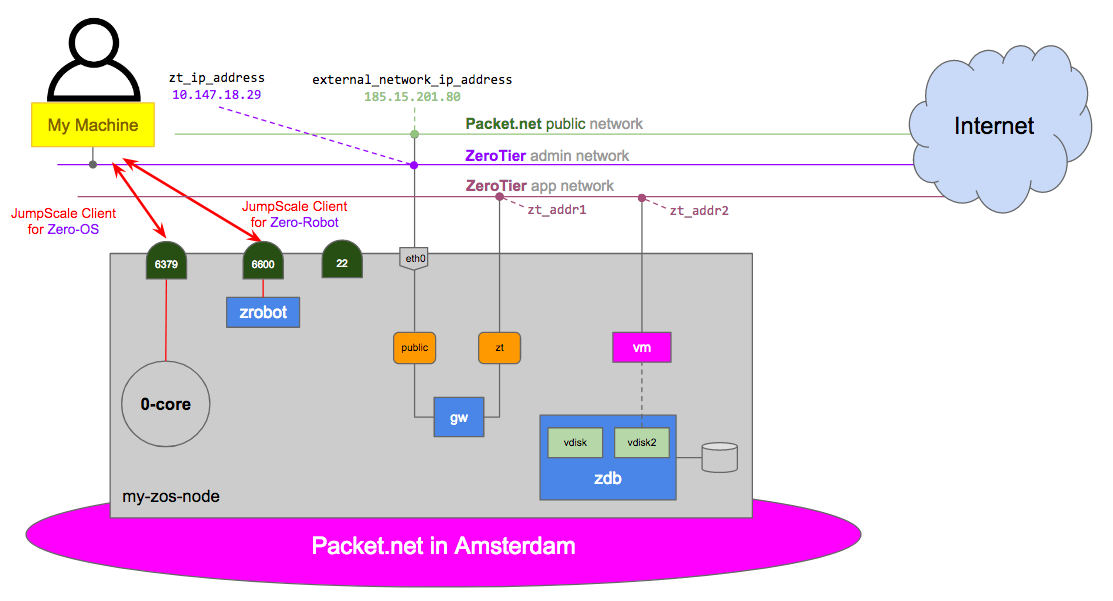 zt_ip_address
10.147.18.29
external_network_ip_address
185.15.201.80
My Machine
Packet.net public network
Internet
ZeroTier admin network
ZeroTier app network
zt_addr1
zt_addr2
JumpScale Client
for Zero-OS
JumpScale Client
for Zero-Robot
6379
6600
22
eth0
zrobot
public
zt
vm
0-core
gw
vdisk
vdisk2
zdb
my-zos-node
Packet.net in Amsterdam